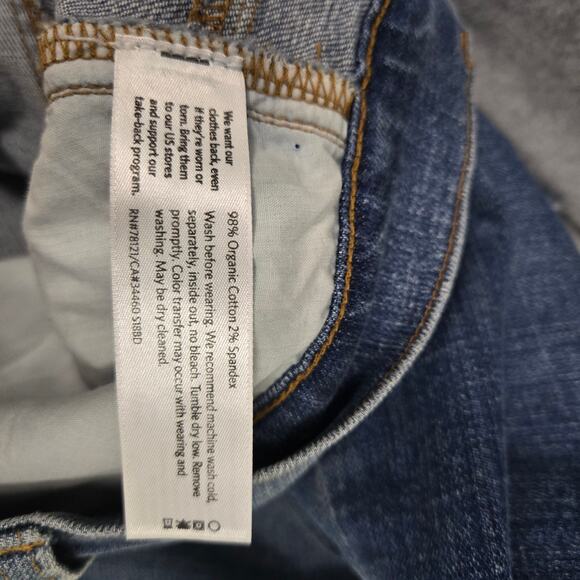 We want our
clothes back, even
if they're worn or
torn. Bring them
to our US stores
and support our
take-back program.
98% Organic Cotton 2% Spandex
Wash before wearing. We recommend machine wash cold,
separately, inside out, no bleach. Tumble dry low. Remove
promptly. Color transfer may occur with wearing and
washing. May be dry cleaned.
RN#78121/CA#34460 S18BD